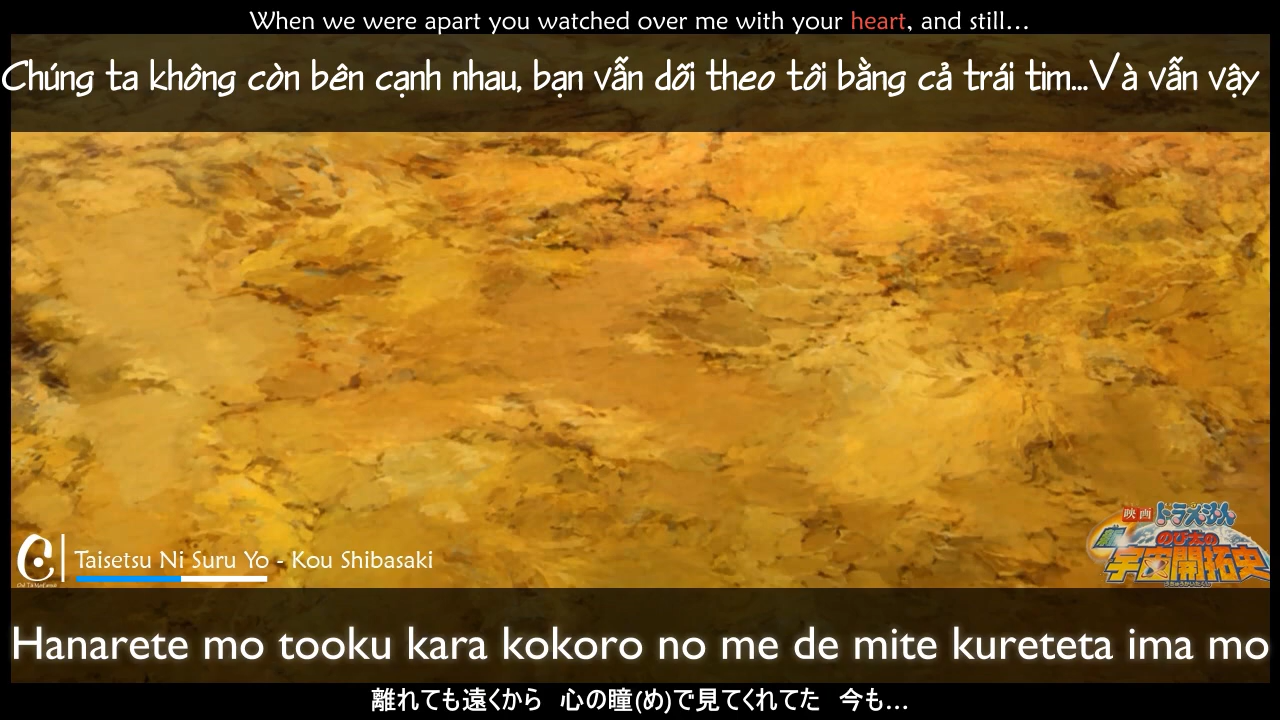 When we were apart you watched over me with your heart, and still...
Chúng ta không còn bên cạnh nhau, bạn vẫn dõi theo tôi bằng cả trái tim...Và vẫn vậy
映画 ドラえもん
新
のび太の
宇宙開拓史
Taisetsu Ni Suru Yo - Kou Shibasaki
Hanarete mo tooku kara kokoro no me de mite kureteta ima mo
離れても遠くから 心の瞳(め)で見てくれてた 今も...